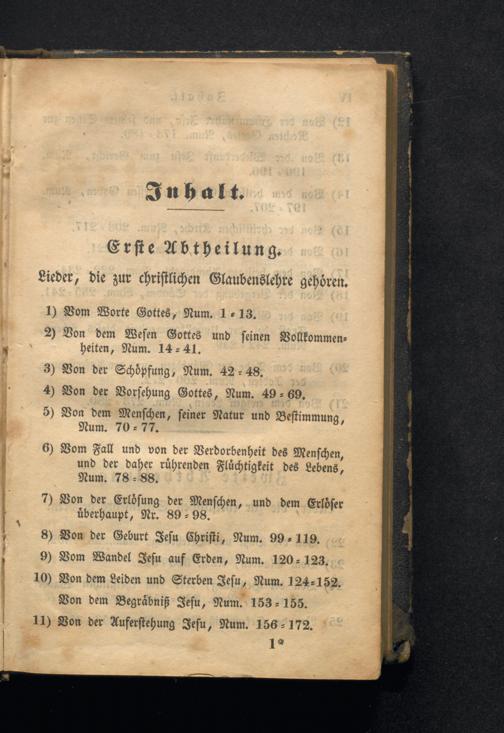 Inhalt.
Erste Abtheilung.
Lieder, die zur christlichen Glaubenslehre gehören.
1) Vom Worte Gottes, Num. 1=13.
2) Von dem Wesen Gottes und seinen Vollkommen=
heiten, Num. 14=41.
3) Von der Schöpfung, Num. 42=48.
4) Von der Vorsehung Gottes, Num. 49=69.
5) Von dem Menschen, seiner Natur und Bestimmung,
Num. 70=77.
6) Vom Fall und von der Verdorbenheit des Menschen,
und der daher rührenden Flüchtigkeit des Lebens,
Num. 78=88.
7) Von der Erlösung der Menschen, und dem Erlöser
überhaupt, Nr. 89=98.
8) Von der Geburt Jesu Christi, Num. 99=119.
9) Vom Wandel Jesu auf Erden, Num. 120=123.
10) Von dem Leiden und Sterben Jesu, Num. 124=152.
Von dem Begräbniß Jesu, Num. 153=155.
11) Von der Auferstehung Jesu, Num. 156=172.
1*